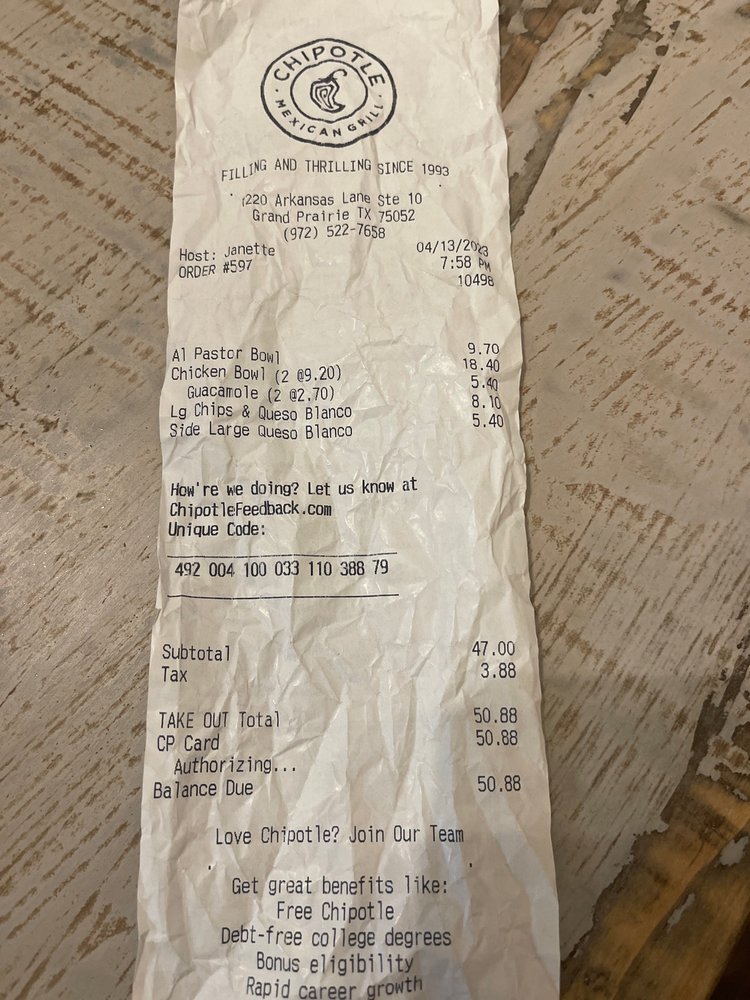 CHIPOTLE
MEXICAN GRILL
FILLING AND THRILLING SINCE 1993
1220 Arkansas Lane Ste 10
Grand Prairie TX 75052
(972) 522-7658
Host: Janette 04/13/2023
ORDER #597 7:58 PM
10498
Al Pastor Bowl 9.70
Chicken Bowl (2 @9.20) 18.40
Guacamole (2 @2.70) 5.40
Lg Chips & Queso Blanco 8.10
Side Large Queso Blanco 5.40
How're we doing? Let us know at
ChipotleFeedback.com
Unique Code:
492 004 100 033 110 388 79
Subtotal 47.00
Tax 3.88
TAKE OUT Total 50.88
CP Card 50.88
Authorizing...
Balance Due 50.88
Love Chipotle? Join Our Team
Get great benefits like:
Free Chipotle
Debt-free college degrees
Bonus eligibility
Rapid career growth